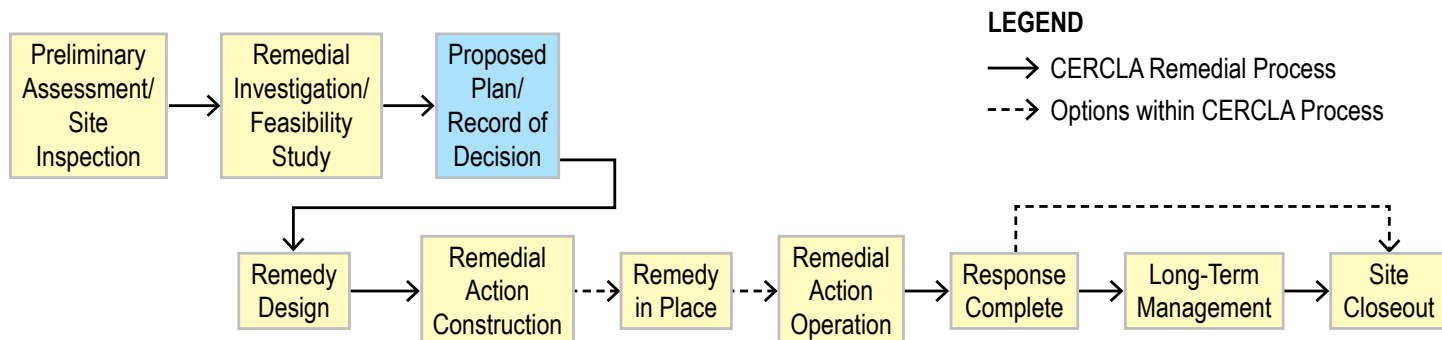 Preliminary
Assessment/
Site
Inspection
Remedial
Investigation/
Feasibility
Study
Proposed
Plan/
Record of
Decision
LEGEND
CERCLA Remedial Process
Options within CERCLA Process
Remedy
Design
Remedial
Action
Construction
Remedy
in Place
Remedial
Action
Operation
Response
Complete
Long-Term
Management
Site
Closeout